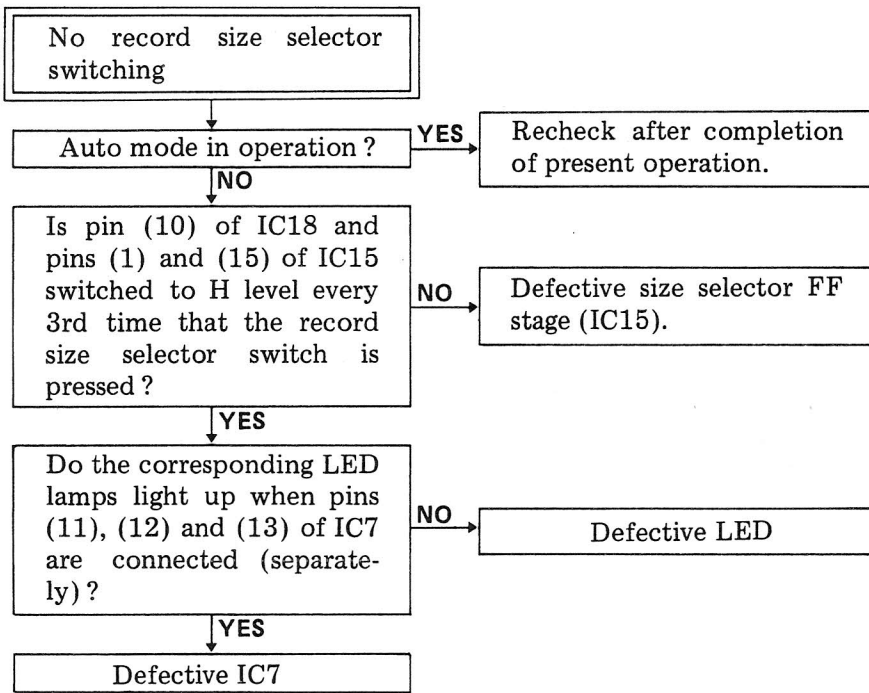 No record size selector
switching
Auto mode in operation ?
YES
Recheck after completion
of present operation.
NO
Is pin (10) of IC18 and
pins (1) and (15) of IC15
switched to H level every
3rd time that the record
size selector switch is
pressed ?
NO
Defective size selector FF
stage (IC15).
YES
Do the corresponding LED
lamps light up when pins
(11), (12) and (13) of IC7
are connected (separate-
ly) ?
NO
Defective LED
YES
Defective IC7